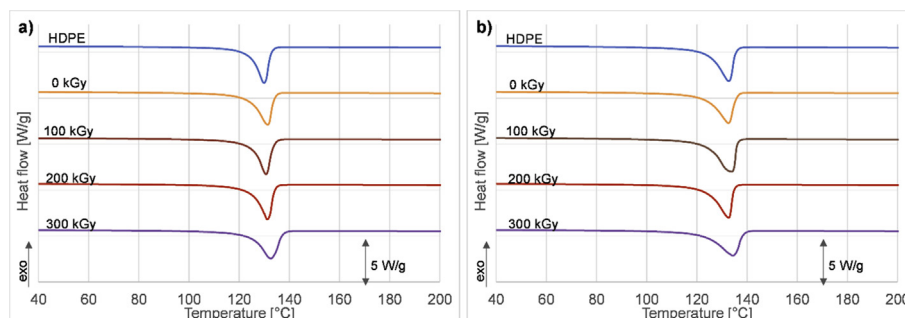 a)
HDPE
0 kGy
100 kGy
200 kGy
300 kGy
Heat flow [W/g]
exo
5 W/g
40 60 80 100 120 140 160 180 200
Temperature [°C]
b)
HDPE
0 kGy
100 kGy
200 kGy
300 kGy
Heat flow [W/g]
exo
5 W/g
40 60 80 100 120 140 160 180 200
Temperature [°C]